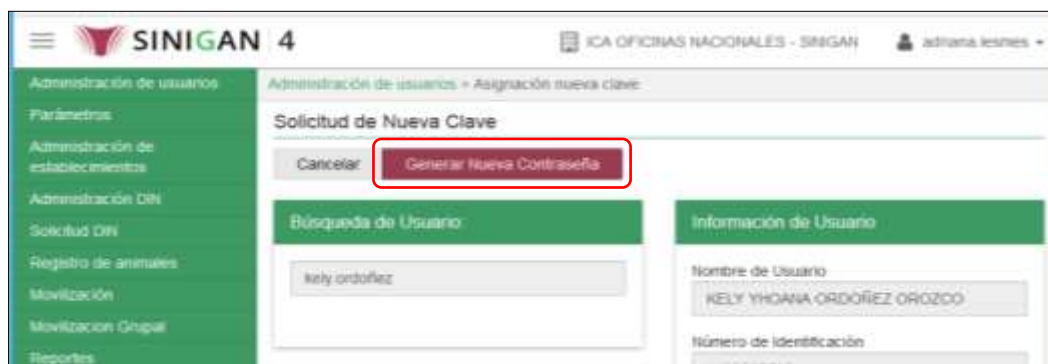 SINIGAN 4
ICA OFICINAS NACIONALES - SINIGAN
adriana lesmes
Administración de usuarios
Parámetros
Administración de
establecimientos
Administración DIN
Solicitud DIN
Registro de animales
Movilización
Movilizacion Grupal
Reportes
Administración de usuarios » Asignación nueva clave
Solicitud de Nueva Clave
Cancelar
Generar Nueva Contraseña
Búsqueda de Usuario:
kely ordoñez
Información de Usuario
Nombre de Usuario
KELY YHOANA ORDOÑEZ OROZCO
Número de Identificación